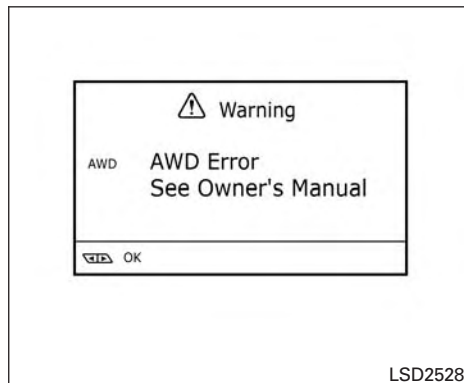 Warning
AWD AWD Error
See Owner's Manual
OK
LSD2528